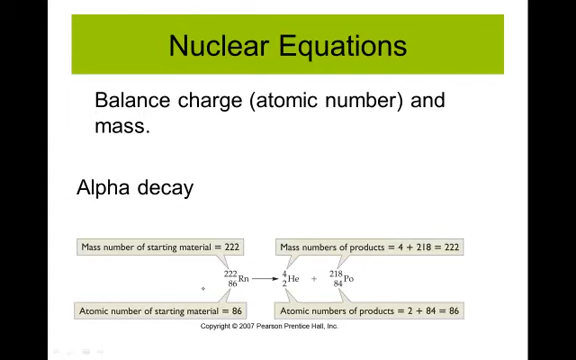 Nuclear Equations
Balance charge (atomic number) and
mass.
Alpha decay
Mass number of starting material = 222
Mass numbers of products = 4 + 218 = 222
222 86 Rn → 4 2 He + 218 84 Po
Atomic number of starting material = 86
Atomic numbers of products = 2 + 84 = 86
Copyright © 2007 Pearson Prentice Hall, Inc.